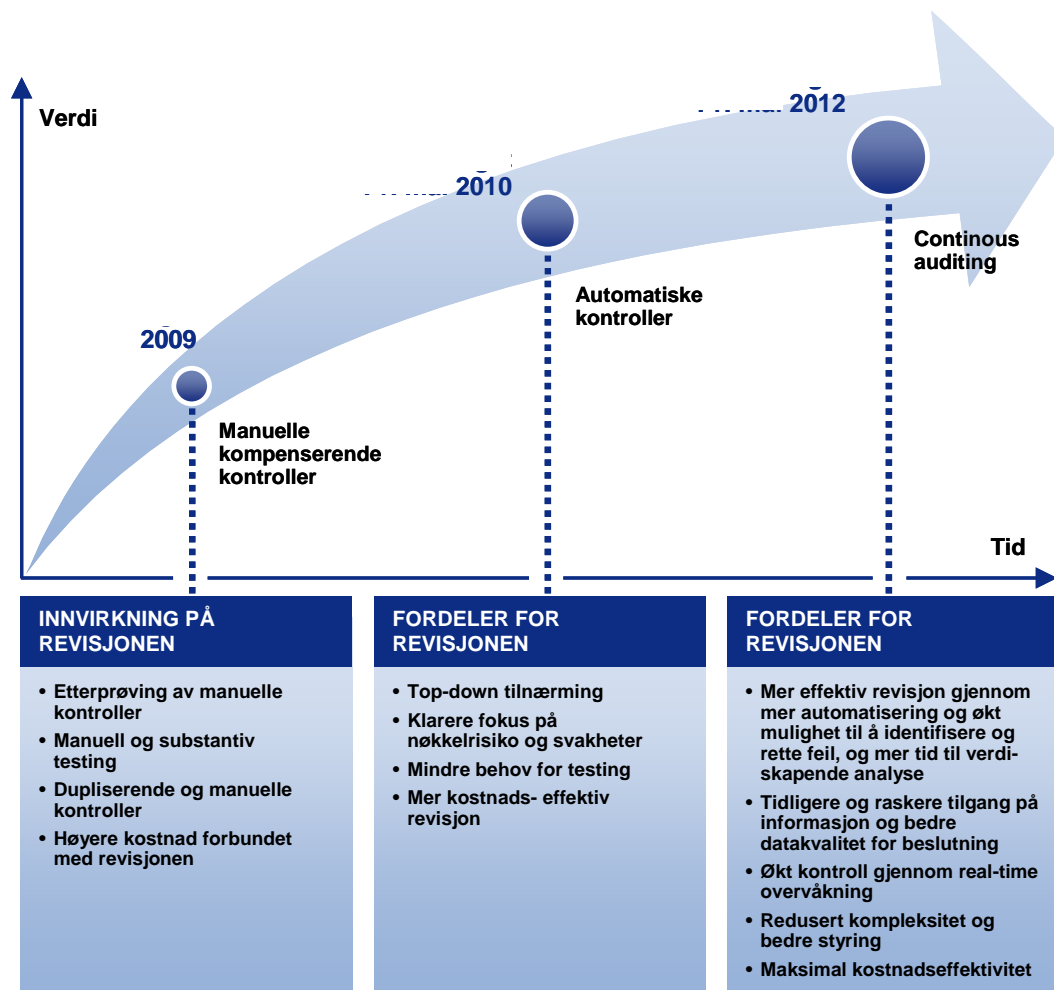 Verdi
2012
2010
Continous
auditing
Automatiske
kontroller
2009
Manuelle
kompenserende
kontroller
Tid
INNVIRKNING PÅ
REVISJONEN
• Etterprøving av manuelle
kontroller
• Manuell og substantiv
testing
• Dupliserende og manuelle
kontroller
• Høyere kostnad forbundet
med revisjonen
FORDELER FOR
REVISJONEN
• Top-down tilnærming
• Klarere fokus på
nøkkelrisiko og svakheter
• Mindre behov for testing
• Mer kostnads- effektiv
revisjon
FORDELER FOR
REVISJONEN
• Mer effektiv revisjon gjennom
mer automatisering og økt
mulighet til å identifisere og
rette feil, og mer tid til verdi-
skapende analyse
• Tidligere og raskere tilgang på
informasjon og bedre
datakvalitet for beslutning
• Økt kontroll gjennom real-time
overvåkning
• Redusert kompleksitet og
bedre styring
• Maksimal kostnadseffektivitet